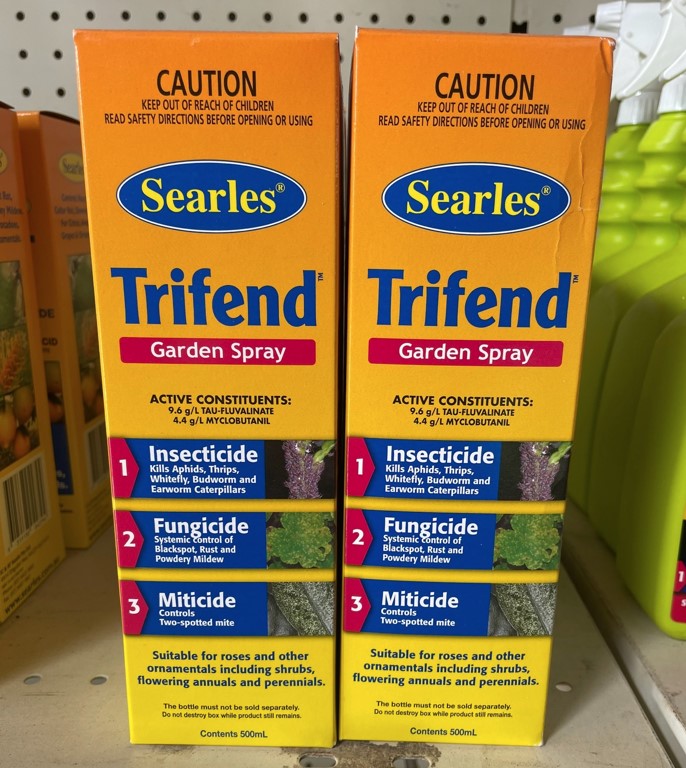 CAUTION
KEEP OUT OF REACH OF CHILDREN
READ SAFETY DIRECTIONS BEFORE OPENING OR USING
Searles®
Trifend™
Garden Spray
ACTIVE CONSTITUENTS:
9.6 g/L TAU-FLUVALINATE
4.4 g/L MYCLOBUTANIL
1 Insecticide
Kills Aphids, Thrips,
Whitefly, Budworm and
Earworm Caterpillars
2 Fungicide
Systemic control of
Blackspot, Rust and
Powdery Mildew
3 Miticide
Controls
Two-spotted mite
Suitable for roses and other
ornamentals including shrubs,
flowering annuals and perennials.
The bottle must not be sold separately.
Do not destroy box while product still remains.
Contents 500mL
CAUTION
KEEP OUT OF REACH OF CHILDREN
READ SAFETY DIRECTIONS BEFORE OPENING OR USING
Searles®
Trifend™
Garden Spray
ACTIVE CONSTITUENTS:
9.6 g/L TAU-FLUVALINATE
4.4 g/L MYCLOBUTANIL
1 Insecticide
Kills Aphids, Thrips,
Whitefly, Budworm and
Earworm Caterpillars
2 Fungicide
Systemic control of
Blackspot, Rust and
Powdery Mildew
3 Miticide
Controls
Two-spotted mite
Suitable for roses and other
ornamentals including shrubs,
flowering annuals and perennials.
The bottle must not be sold separately.
Do not destroy box while product still remains.
Contents 500mL